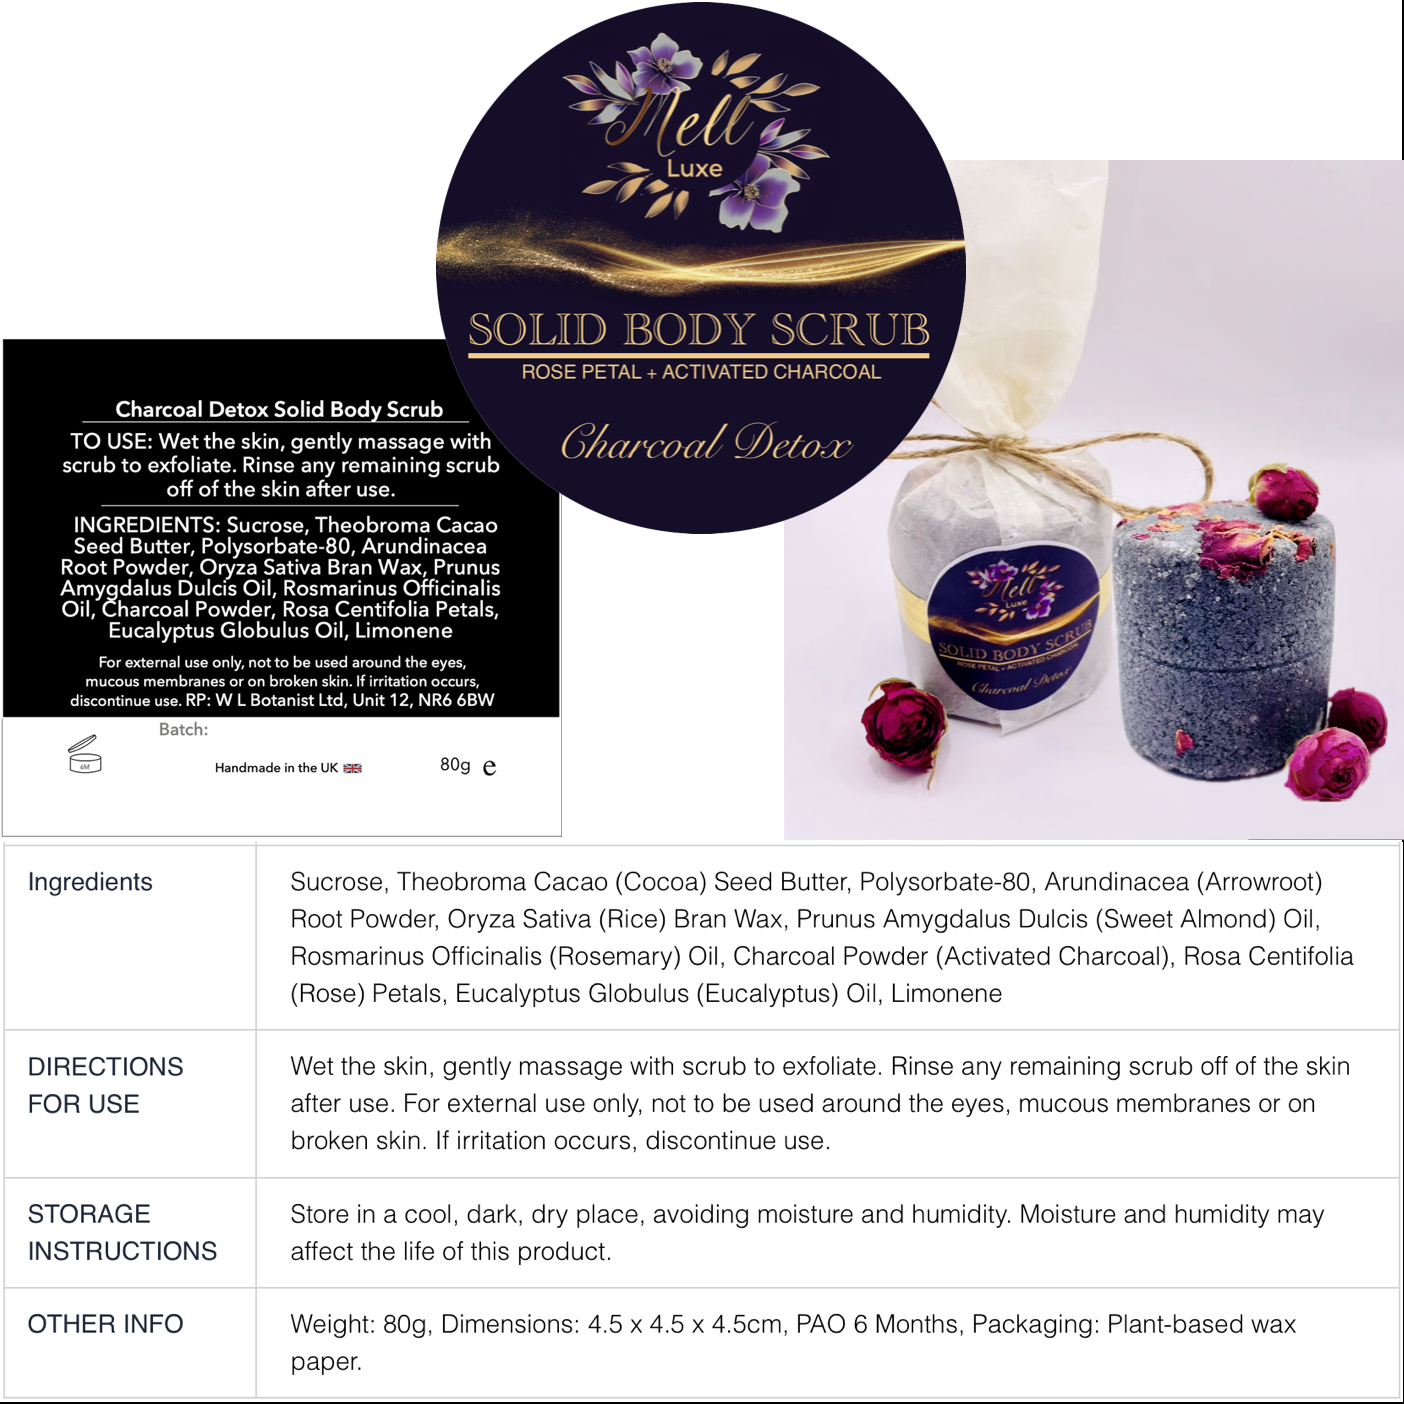 Mell
Luxe
SOLID BODY SCRUB
ROSE PETAL + ACTIVATED CHARCOAL
Charcoal Detox
Charcoal Detox Solid Body Scrub
TO USE: Wet the skin, gently massage with
scrub to exfoliate. Rinse any remaining scrub
off of the skin after use.
INGREDIENTS: Sucrose, Theobroma Cacao
Seed Butter, Polysorbate-80, Arundinacea
Root Powder, Oryza Sativa Bran Wax, Prunus
Amygdalus Dulcis Oil, Rosmarinus Officinalis
Oil, Charcoal Powder, Rosa Centifolia Petals,
Eucalyptus Globulus Oil, Limonene
For external use only, not to be used around the eyes,
mucous membranes or on broken skin. If irritation occurs,
discontinue use. RP: W L Botanist Ltd, Unit 12, NR6 6BW
Batch:
6M
Handmade in the UK
80g e
Mell
Luxe
SOLID BODY SCRUB
ROSE PETAL + ACTIVATED CHARCOAL
Charcoal Detox
Ingredients
Sucrose, Theobroma Cacao (Cocoa) Seed Butter, Polysorbate-80, Arundinacea (Arrowroot)
Root Powder, Oryza Sativa (Rice) Bran Wax, Prunus Amygdalus Dulcis (Sweet Almond) Oil,
Rosmarinus Officinalis (Rosemary) Oil, Charcoal Powder (Activated Charcoal), Rosa Centifolia
(Rose) Petals, Eucalyptus Globulus (Eucalyptus) Oil, Limonene
DIRECTIONS
FOR USE
Wet the skin, gently massage with scrub to exfoliate. Rinse any remaining scrub off of the skin
after use. For external use only, not to be used around the eyes, mucous membranes or on
broken skin. If irritation occurs, discontinue use.
STORAGE
INSTRUCTIONS
Store in a cool, dark, dry place, avoiding moisture and humidity. Moisture and humidity may
affect the life of this product.
OTHER INFO
Weight: 80g, Dimensions: 4.5 x 4.5 x 4.5cm, PAO 6 Months, Packaging: Plant-based wax
paper.